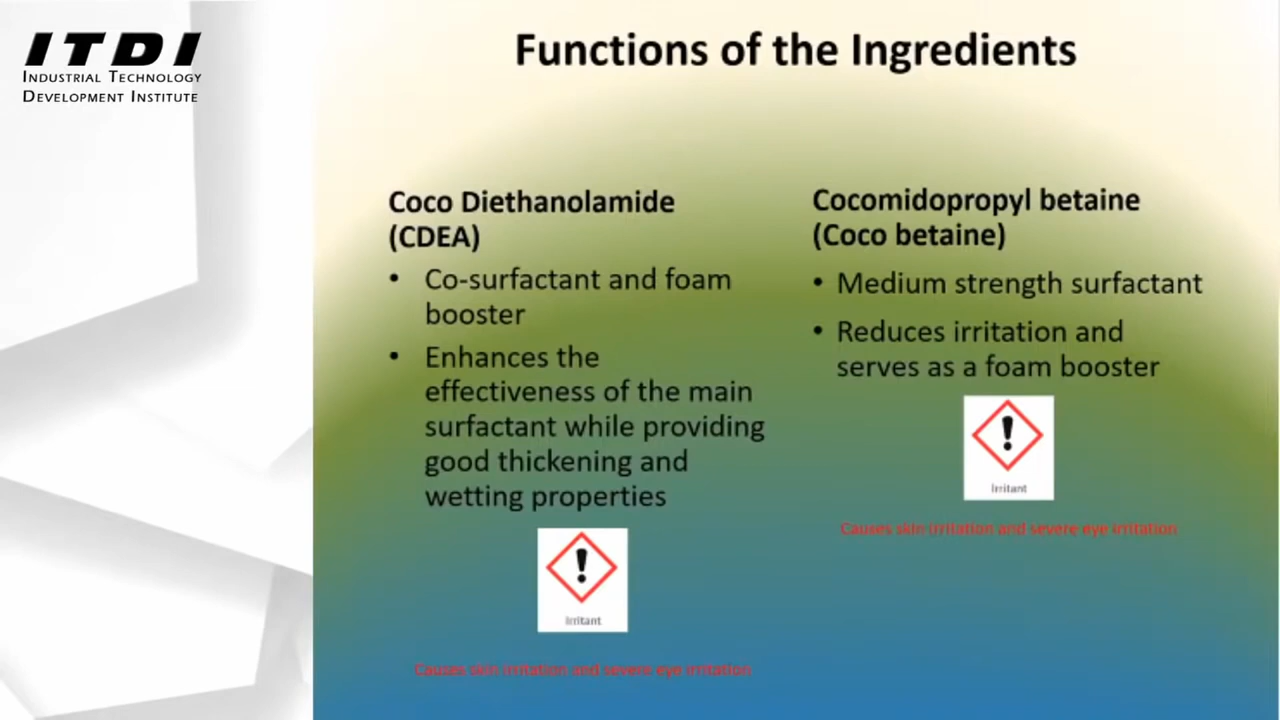 ITDI
INDUSTRIAL TECHNOLOGY
DEVELOPMENT INSTITUTE
Functions of the Ingredients
Coco Diethanolamide
(CDEA)
• Co-surfactant and foam
booster
• Enhances the
effectiveness of the main
surfactant while providing
good thickening and
wetting properties
Irritant
Causes skin irritation and severe eye irritation
Cocomidopropyl betaine
(Coco betaine)
• Medium strength surfactant
• Reduces irritation and
serves as a foam booster
Irritant
Causes skin irritation and severe eye irritation